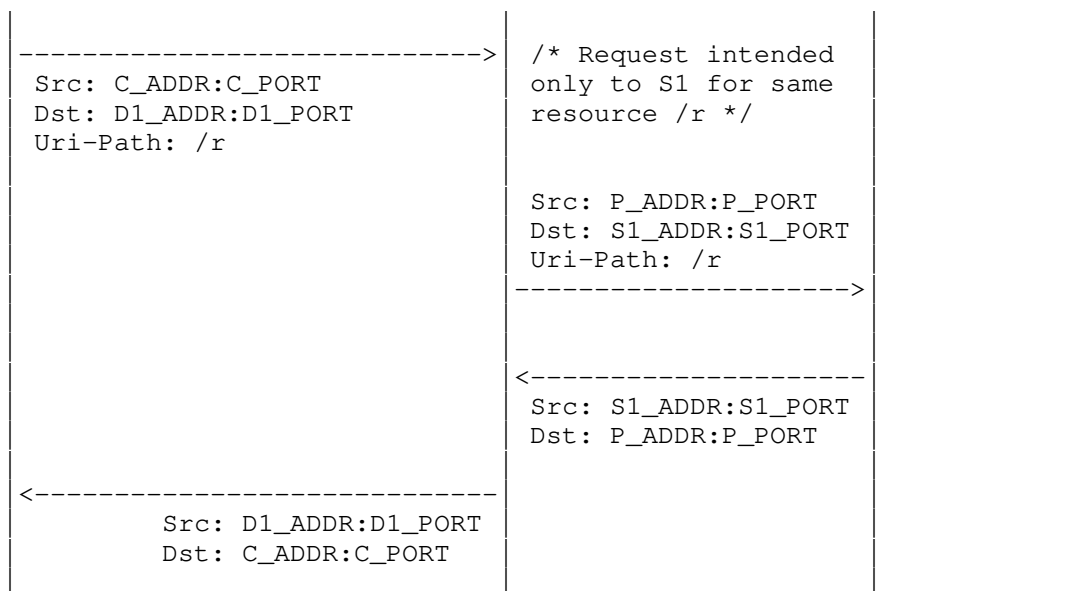 ------------------------------> /* Request intended
Src: C_ADDR:C_PORT only to S1 for same
Dst: D1_ADDR:D1_PORT resource /r */
Uri-Path: /r
Src: P_ADDR:P_PORT
Dst: S1_ADDR:S1_PORT
Uri-Path: /r
--------------------->
<---------------------
Src: S1_ADDR:S1_PORT
Dst: P_ADDR:P_PORT
<------------------------------
Src: D1_ADDR:D1_PORT
Dst: C_ADDR:C_PORT